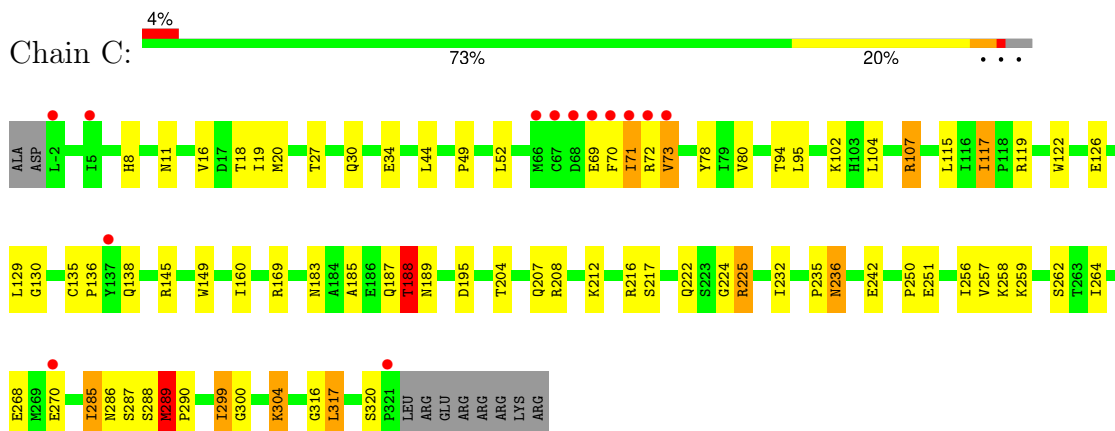 4%
Chain C:
73% 20% • • •
ALA ASP L-2 I5 H8 N11 V16 D17 T18 I19 M20 T27 Q30 E34 L44 P49 L52 M66 C67 D68 E69 F70 I71 R72 V73 Y78 I79 V80 T94 L95 K102 H103 L104 R107 L115 I116 I117 P118 R119 W122 E126
L129 G130 C135 P136 Y137 Q138 R145 W149 I160 R169 N183 A184 A185 E186 Q187 T188 N189 D195 T204 Q207 R208 K212 R216 S217 Q222 S223 G224 R225 I232 P235 N236 E242 P250 E251 I256 V257 K258 K259 S262 T263 I264
E268 M269 E270 I285 N286 S287 S288 M289 P290 I299 G300 K304 G316 L317 S320 P321 LEU ARG GLU ARG ARG ARG LYS ARG